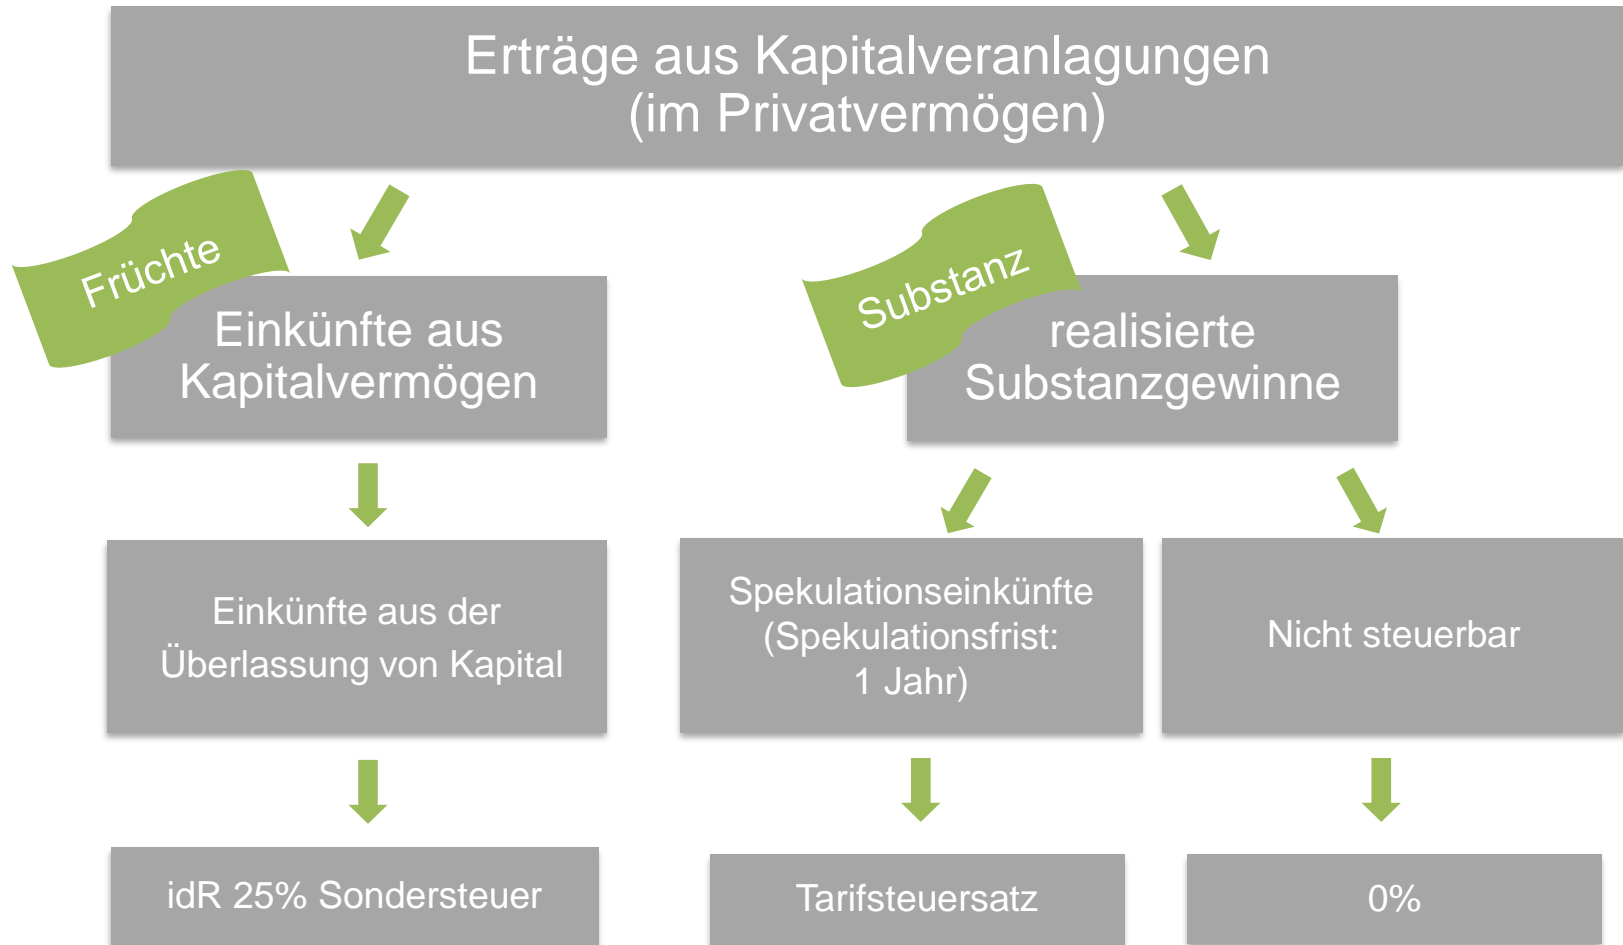 Erträge aus Kapitalveranlagungen
(im Privatvermögen)
Früchte
Einkünfte aus
Kapitalvermögen
Substanz
realisierte
Substanzgewinne
Einkünfte aus der
Überlassung von Kapital
Spekulationseinkünfte
(Spekulationsfrist:
1 Jahr)
Nicht steuerbar
idR 25% Sondersteuer
Tarifsteuersatz
0%